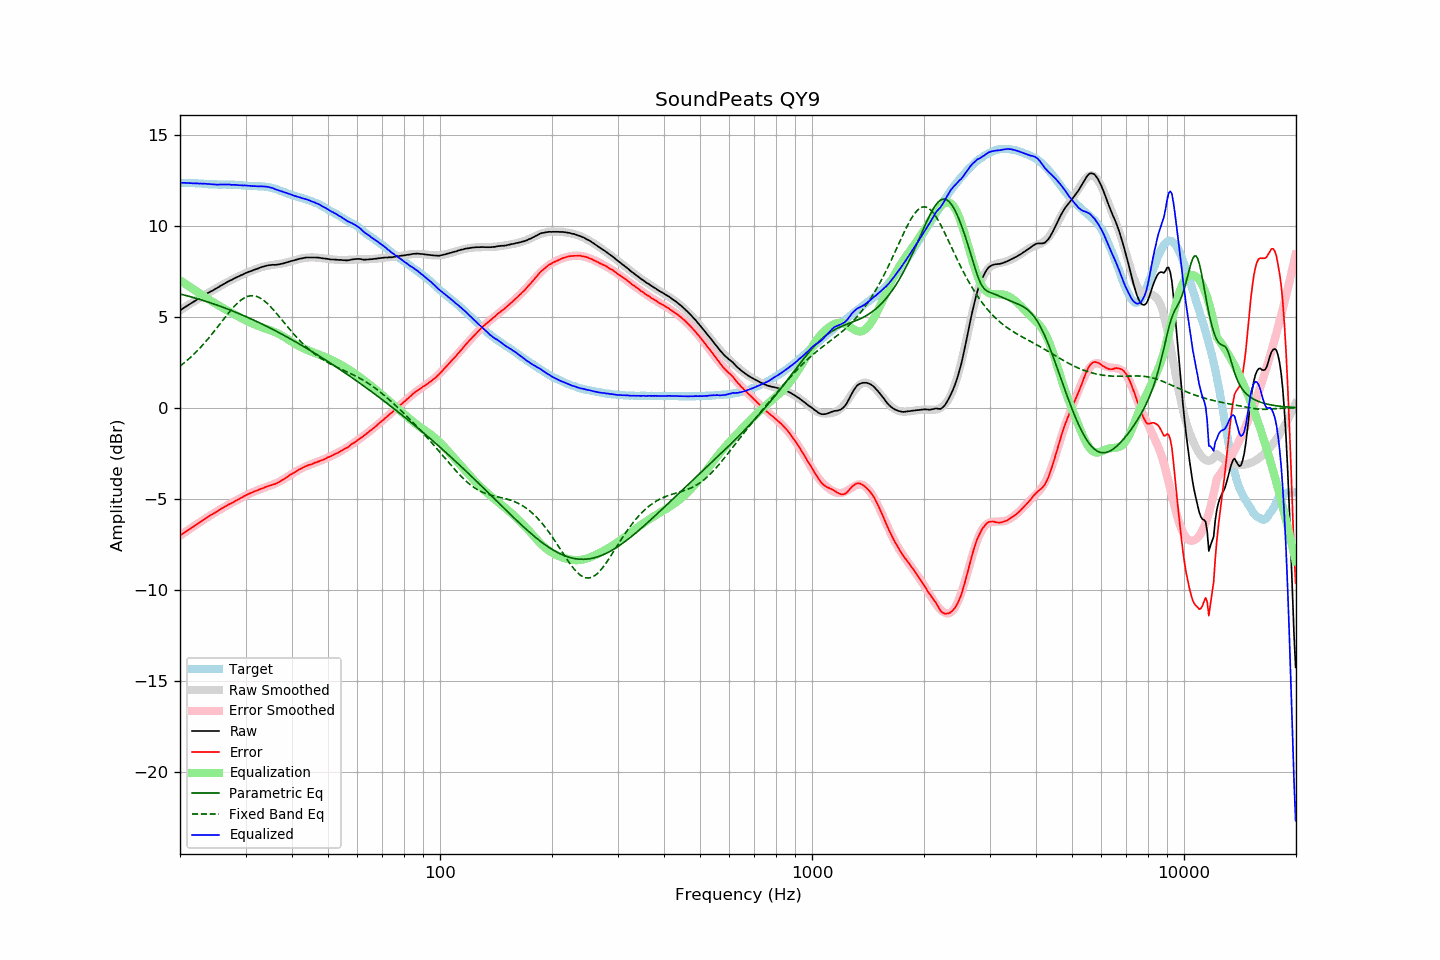 SoundPeats QY9
Amplitude (dBr)
15
10
5
0
−5
−10
−15
−20
Target
Raw Smoothed
Error Smoothed
Raw
Error
Equalization
Parametric Eq
Fixed Band Eq
Equalized
100
1000
10000
Frequency (Hz)